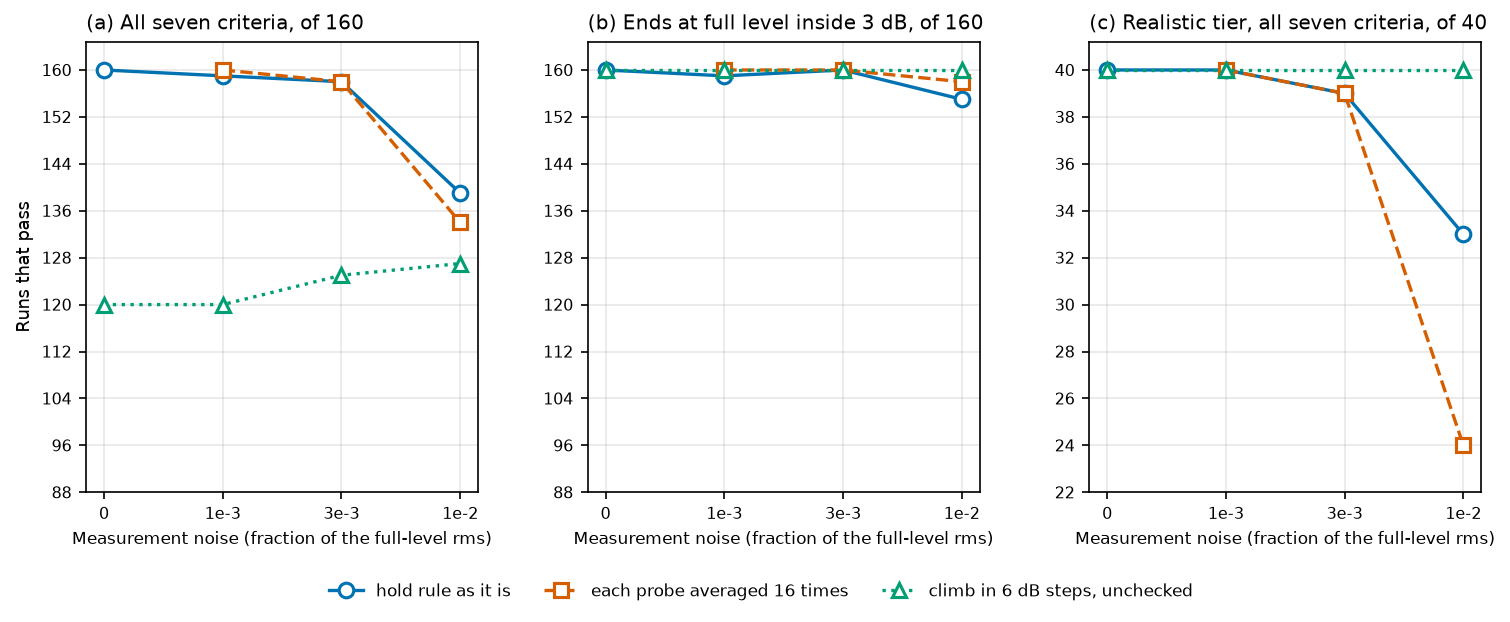 (a) All seven criteria, of 160
(b) Ends at full level inside 3 dB, of 160
(c) Realistic tier, all seven criteria, of 40
Runs that pass
160
152
144
136
128
120
112
104
96
88
0
1e-3
3e-3
1e-2
Measurement noise (fraction of the full-level rms)
160
152
144
136
128
120
112
104
96
88
0
1e-3
3e-3
1e-2
Measurement noise (fraction of the full-level rms)
40
38
36
34
32
30
28
26
24
22
0
1e-3
3e-3
1e-2
Measurement noise (fraction of the full-level rms)
hold rule as it is
each probe averaged 16 times
climb in 6 dB steps, unchecked